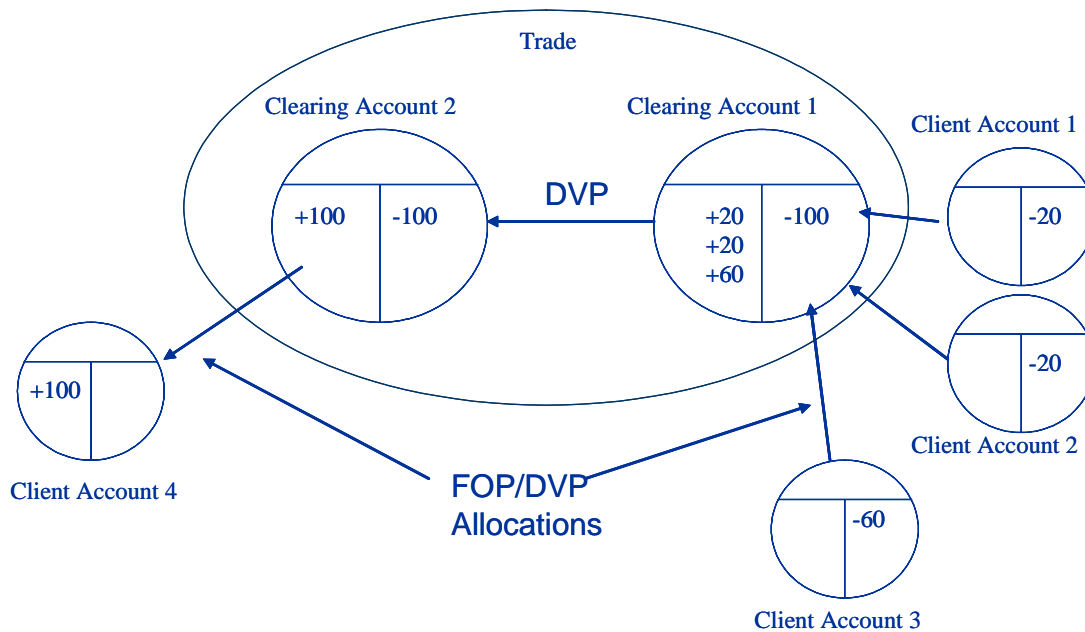 Trade
Clearing Account 2
Clearing Account 1
Client Account 1
DVP
+100
-100
+20
-100
-20
+20
+60
-20
+100
Client Account 2
Client Account 4
FOP/DVP
Allocations
-60
Client Account 3